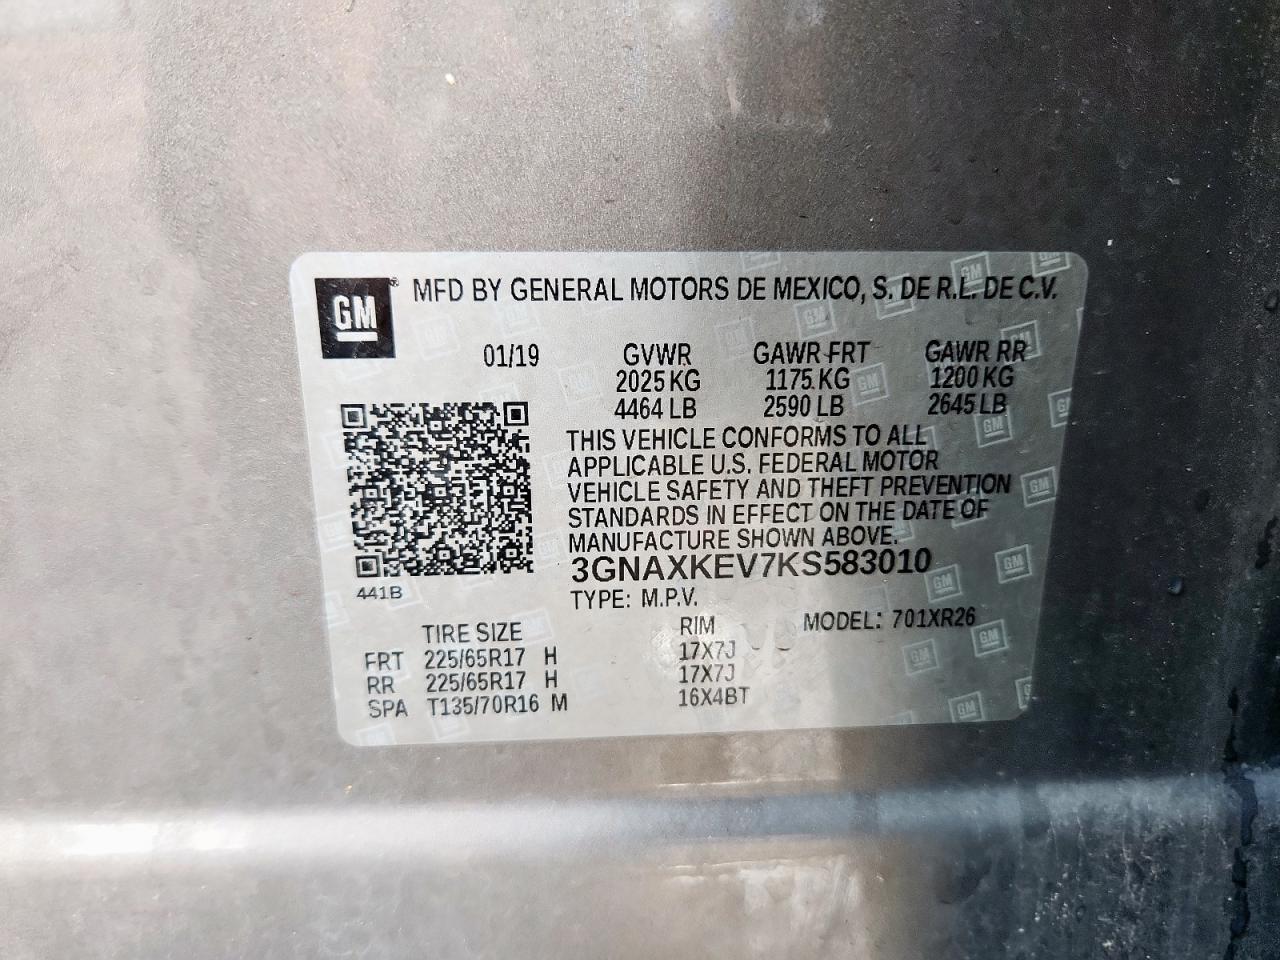 GM ® MFD BY GENERAL MOTORS DE MEXICO, S. DE R.L. DE C.V.
01/19 GVWR GAWR FRT GAWR RR
2025 KG 1175 KG 1200 KG
4464 LB 2590 LB 2645 LB
THIS VEHICLE CONFORMS TO ALL
APPLICABLE U.S. FEDERAL MOTOR
VEHICLE SAFETY AND THEFT PREVENTION
STANDARDS IN EFFECT ON THE DATE OF
MANUFACTURE SHOWN ABOVE.
3GNAXKEV7KS583010
441B
TYPE: M.P.V. MODEL: 701XR26
TIRE SIZE RIM
FRT 225/65R17 H 17X7J
RR 225/65R17 H 17X7J
SPA T135/70R16 M 16X4BT